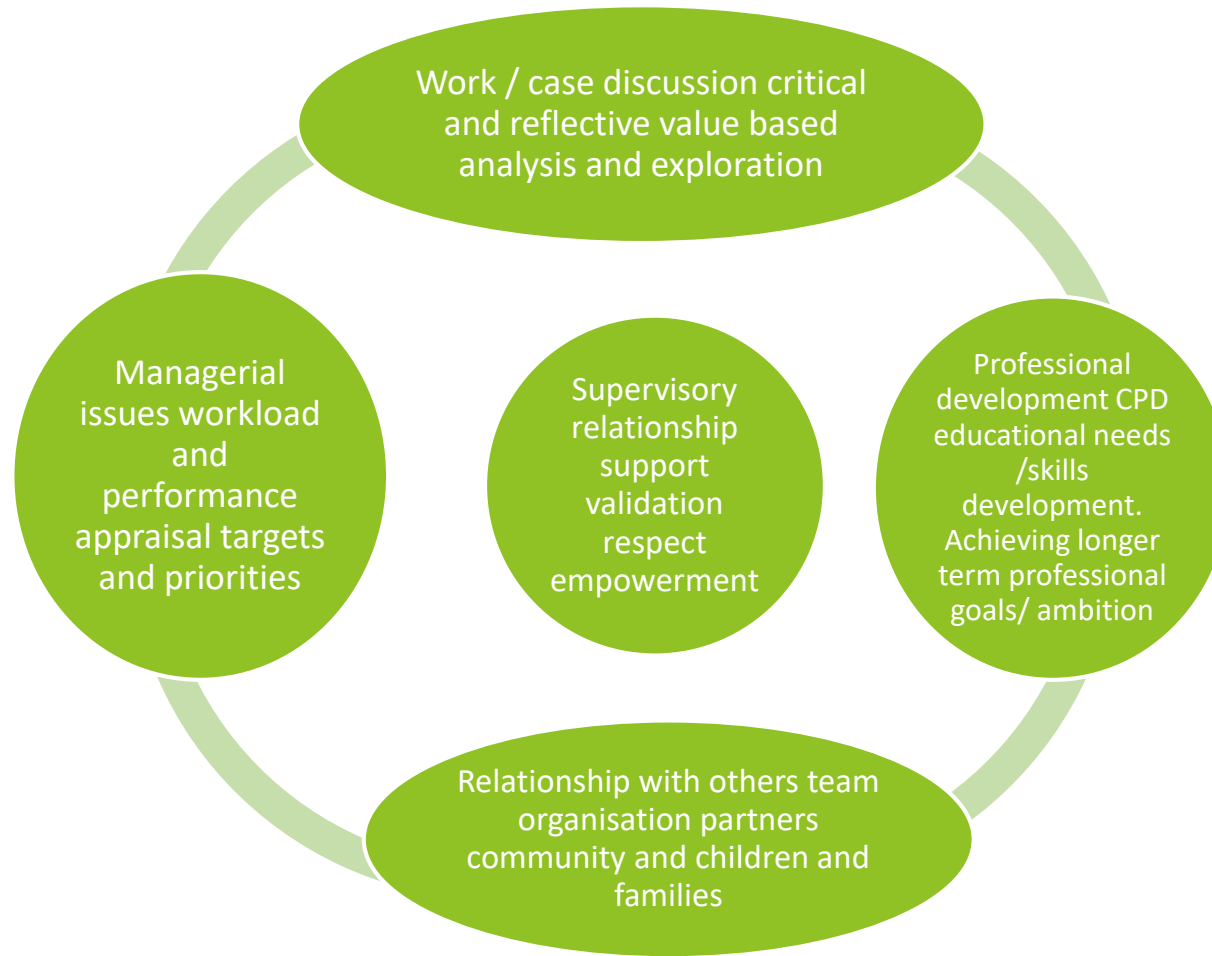 Work / case discussion critical
and reflective value based
analysis and exploration
Managerial
issues workload
and
performance
appraisal targets
and priorities
Supervisory
relationship
support
validation
respect
empowerment
Professional
development CPD
educational needs
/skills
development.
Achieving longer
term professional
goals/ ambition
Relationship with others team
organisation partners
community and children and
families